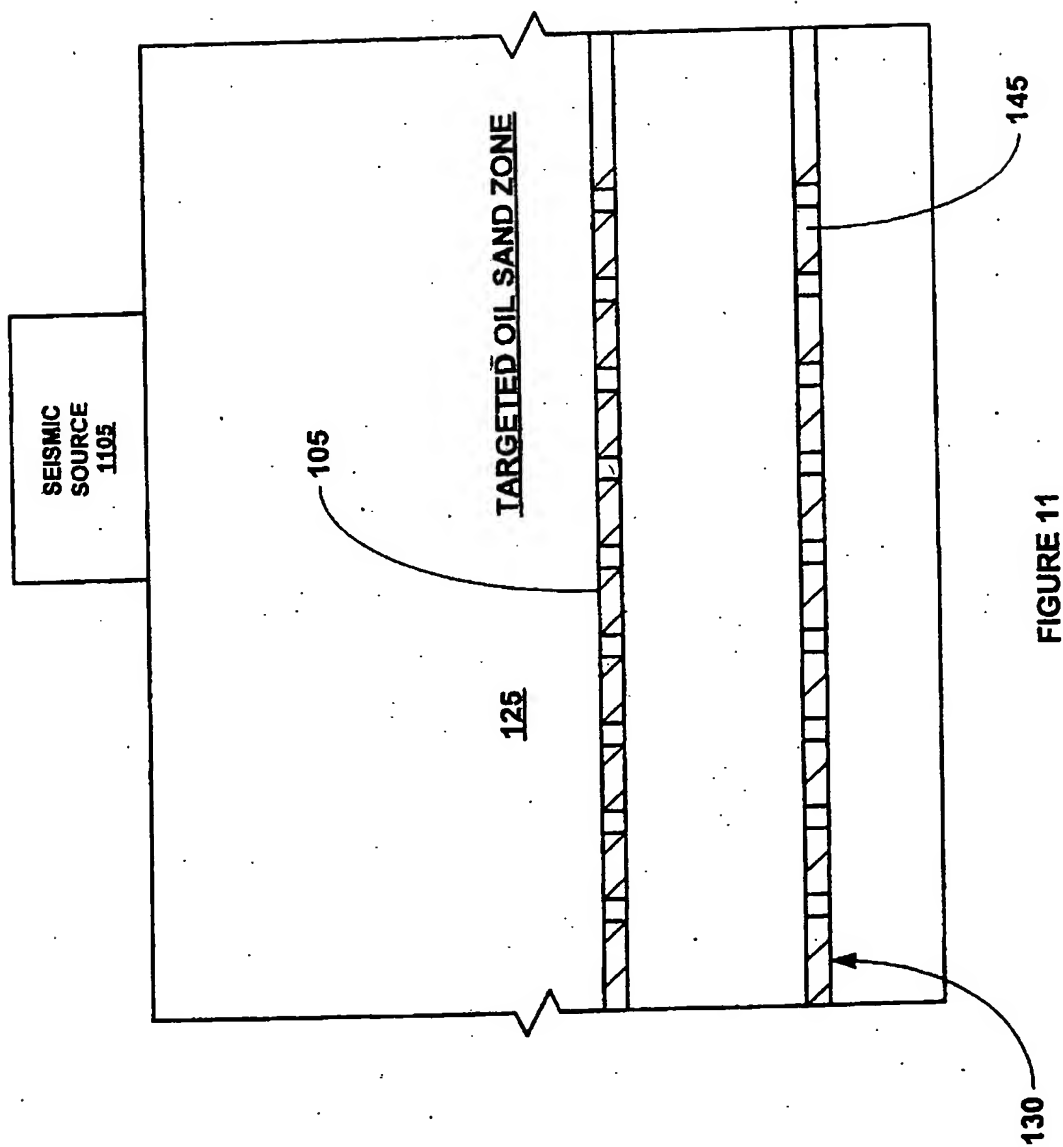 SEISMIC
SOURCE
1105
TARGETED OIL SAND ZONE
105
125
145
130
FIGURE 11